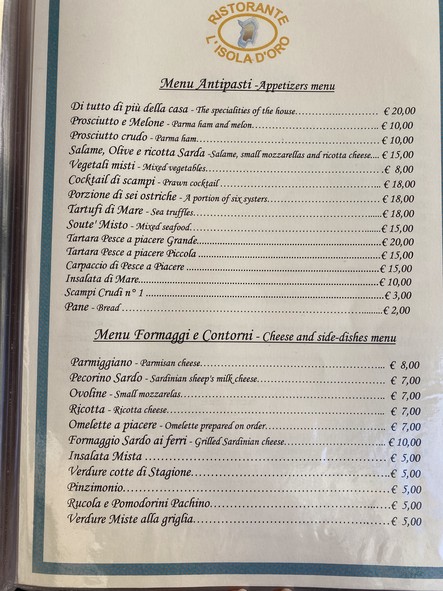 RISTORANTE
L'ISOLA D'ORO
Menu Antipasti -Appetizers menu
Di tutto di più della casa - The specialities of the house.............................. € 20,00
Prosciutto e Melone - Parma ham and melon.................................... € 10,00
Prosciutto crudo - Parma ham..................................................... € 10,00
Salame, Olive e ricotta Sarda -Salame, small mozzarellas and ricotta cheese.... € 15,00
Vegetali misti - Mixed vegetables.................................................. € 8,00
Cocktail di scampi - Prawn cocktail ................................................ € 18,00
Porzione di sei ostriche - A portion of six oysters................................ € 18,00
Tartufi di Mare - Sea truffles...................................................... € 18,00
Soute' Misto - Mixed seafood....................................................... € 15,00
Tartara Pesce a piacere Grande.....................................................€ 20,00
Tartara Pesce a piacere Piccola .................................................... € 15,00
Carpaccio di Pesce a Piacere ....................................................... € 15,00
Insalata di Mare.................................................................... € 10,00
Scampi Crudi n° 1 .................................................................. € 3,00
Pane - Bread ....................................................................... € 2,00
Menu Formaggi e Contorni - Cheese and side-dishes menu
Parmiggiano - Parmisan cheese...................................................... € 8,00
Pecorino Sardo - Sardinian sheep's milk cheese..................................... € 7,00
Ovoline - Small mozzarelas......................................................... € 7,00
Ricotta - Ricotta cheese............................................................ € 7,00
Omelette a piacere - Omelette prepared on order.................................... € 7,00
Formaggio Sardo ai ferri - Grilled Sardinian cheese................................ € 10,00
Insalata Mista ..................................................................... € 5,00
Verdure cotte di Stagione........................................................... € 5,00
Pinzimonio.......................................................................... € 5,00
Rucola e Pomodorini Pachino......................................................... € 5,00
Verdure Miste alla griglia.......................................................... € 5,00